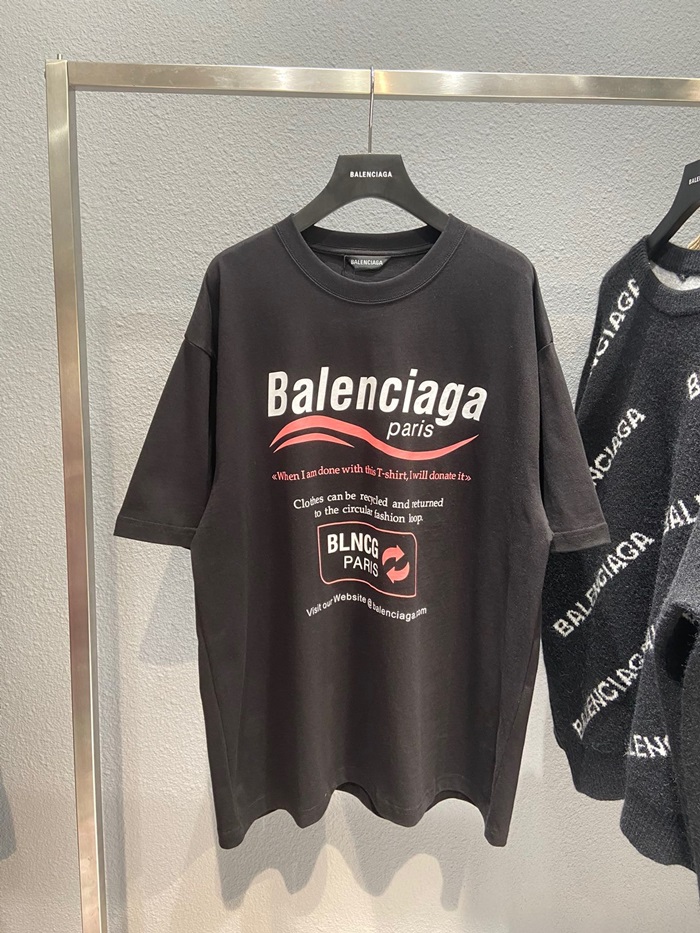 BALENCIAGA
BALENCIAGA
Balenciaga
paris
«When I am done with this T-shirt, I will donate it»
Clothes can be recycled and returned
to the circular fashion loop.
BLNCG
PARIS
Visit our Website @balenciaga.com
BALENCIAGA
BALENCIAGA